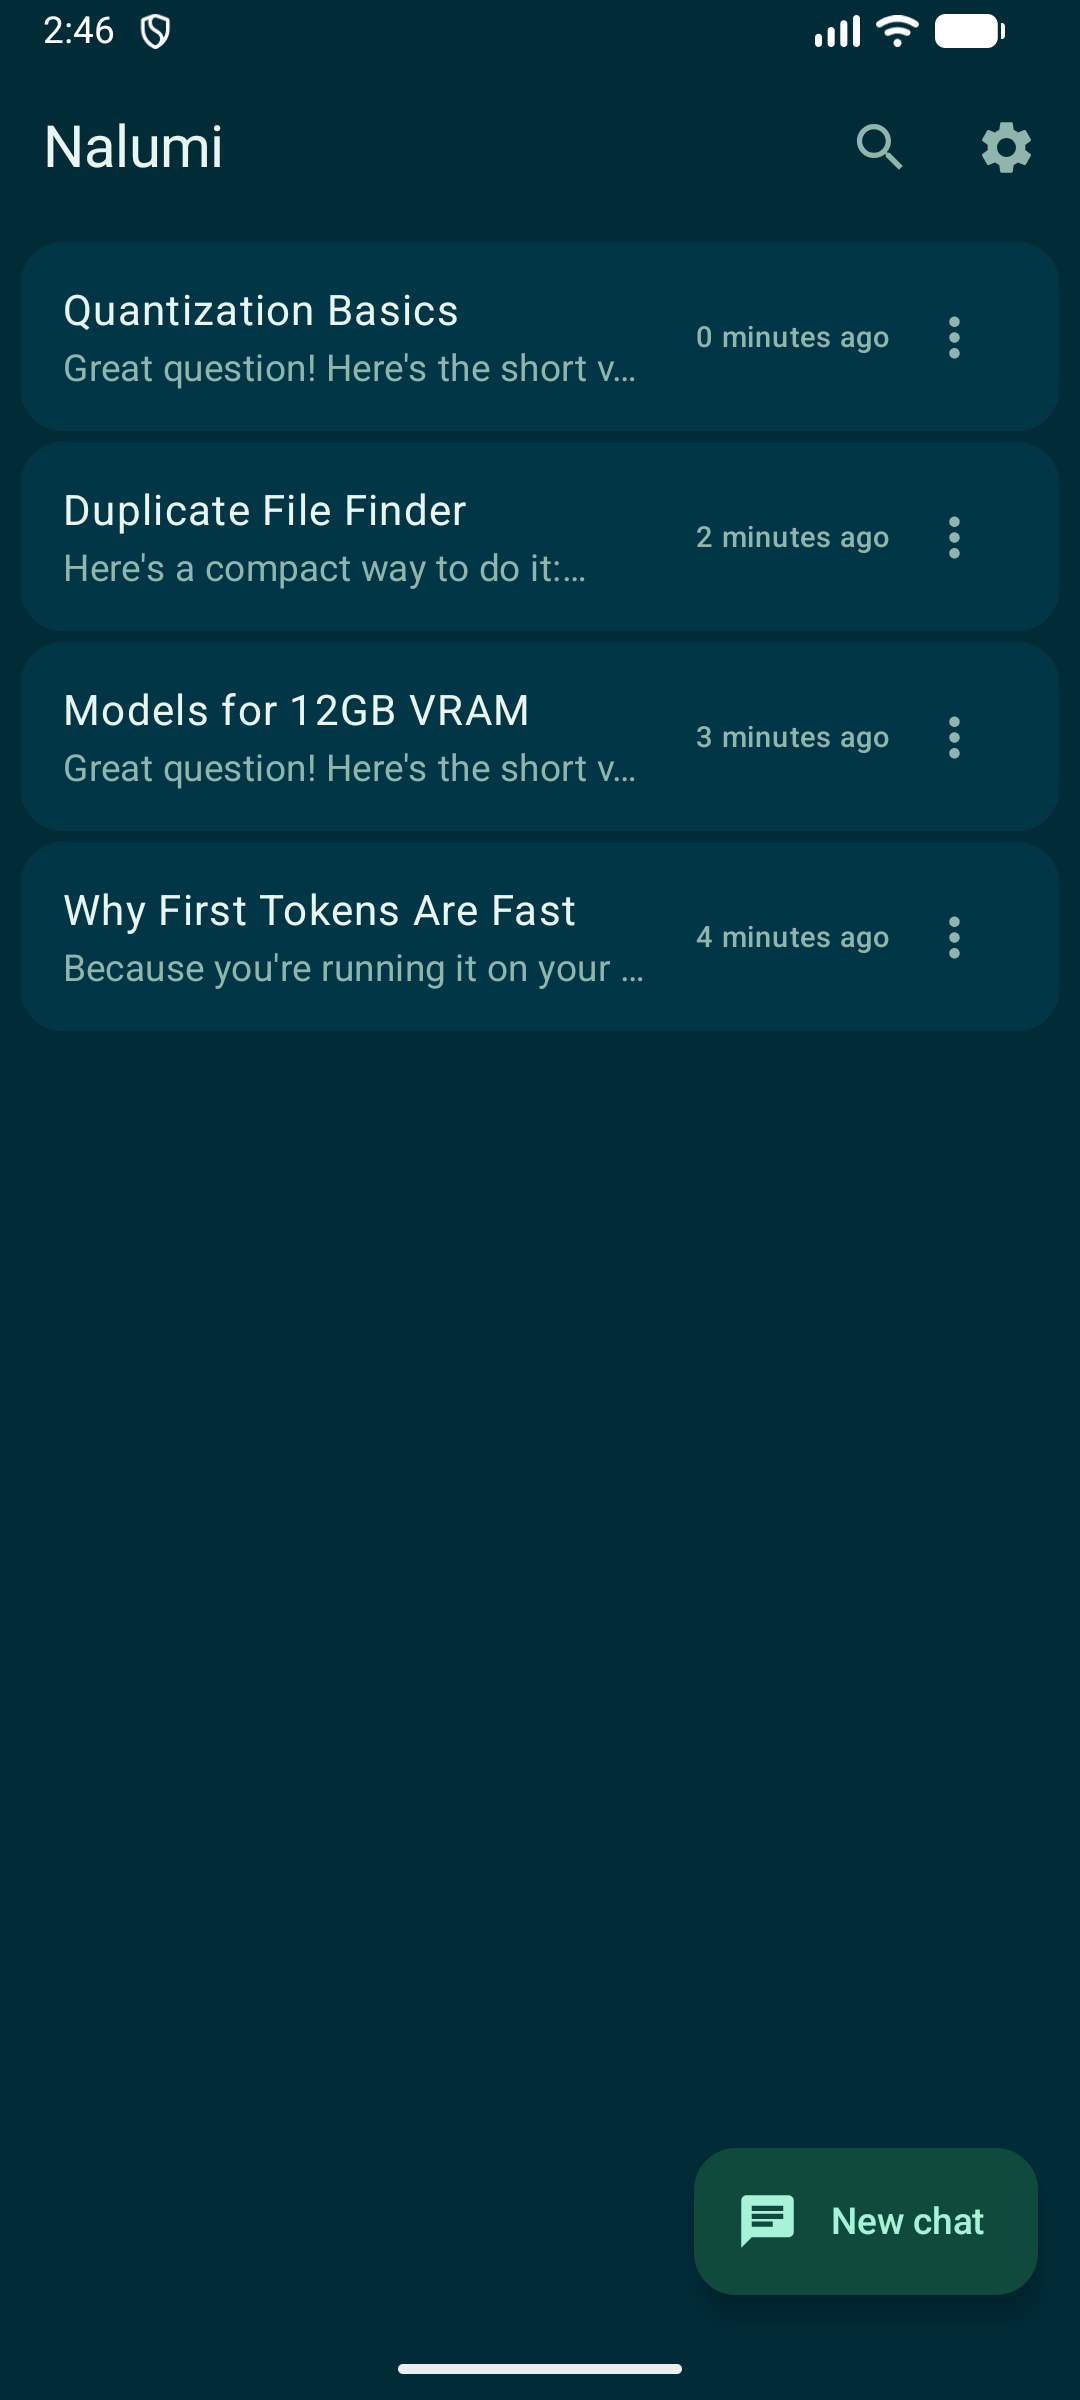 2:46
Nalumi
Quantization Basics
Great question! Here's the short v...
0 minutes ago
Duplicate File Finder
Here's a compact way to do it:...
2 minutes ago
Models for 12GB VRAM
Great question! Here's the short v...
3 minutes ago
Why First Tokens Are Fast
Because you're running it on your ...
4 minutes ago
New chat